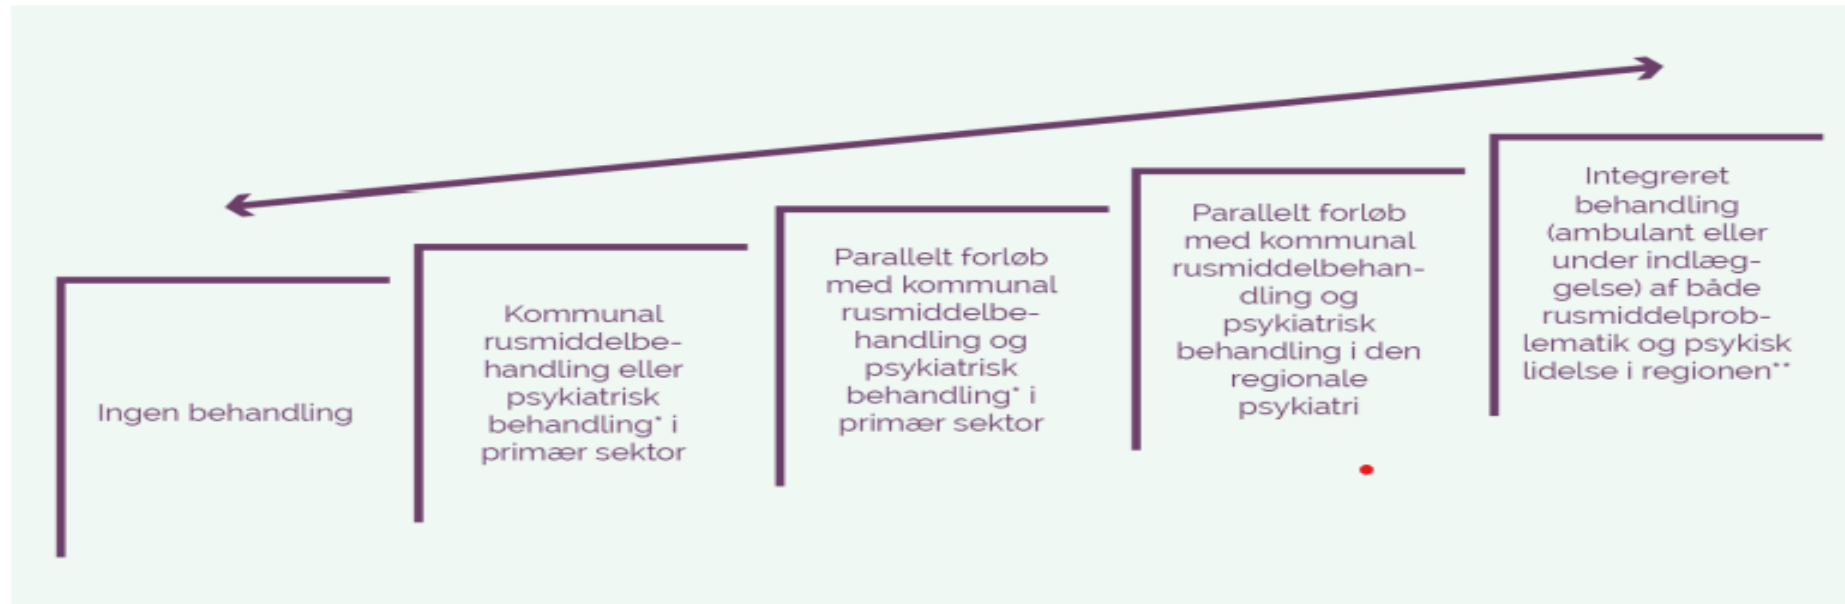 Ingen behandling
Kommunal
rusmiddelbe-
handling eller
psykiatrisk
behandling* i
primær sektor
Parallelt forløb
med kommunal
rusmiddelbe-
handling og
psykiatrisk
behandling* i
primær sektor
Parallelt forløb
med kommunal
rusmiddelbehan-
dling og
psykiatrisk
behandling i den
regionale
psykiatri
Integreret
behandling
(ambulant eller
under indlæg-
gelse) af både
rusmiddelprob-
lematik og psykisk
lidelse i regionen**